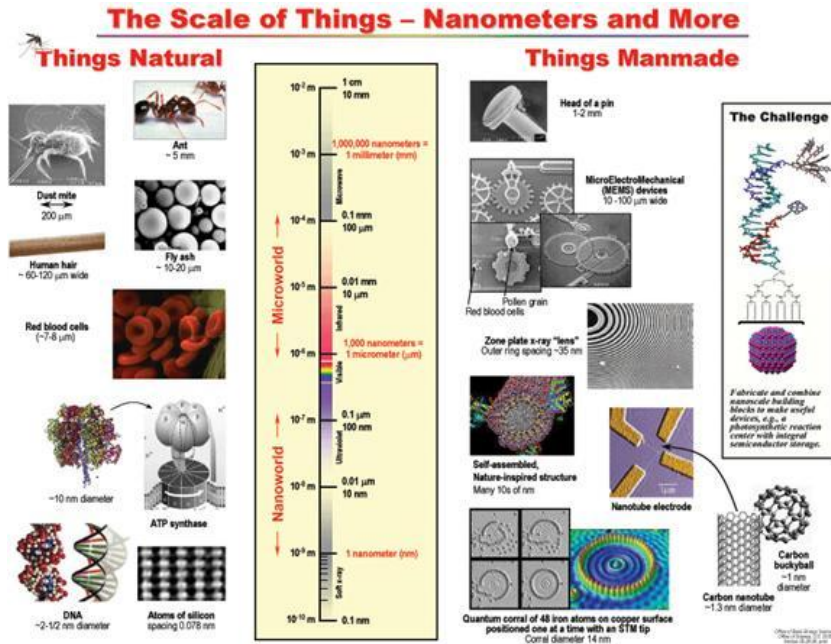 The Scale of Things – Nanometers and More
Things Natural
Things Manmade
Ant
~ 5 mm
Dust mite
200 µm
Fly ash
~ 10-20 µm
Human hair
~ 60-120 µm wide
Red blood cells
(~7-8 µm)
~10 nm diameter
ATP synthase
DNA
~2-1/2 nm diameter
Atoms of silicon
spacing 0.078 nm
Microworld
Nanoworld
10⁻² m
1 cm
10 mm
1,000,000 nanometers =
1 millimeter (mm)
10⁻³ m
Microwave
10⁻⁴ m
0.1 mm
100 µm
0.01 mm
10 µm
10⁻⁵ m
Infrared
1,000 nanometers =
1 micrometer (µm)
10⁻⁶ m
Visible
10⁻⁷ m
0.1 µm
100 nm
Ultraviolet
10⁻⁸ m
0.01 µm
10 nm
10⁻⁹ m
1 nanometer (nm)
Soft x-ray
10⁻¹⁰ m
0.1 nm
Head of a pin
1-2 mm
MicroElectroMechanical
(MEMS) devices
10 -100 µm wide
Pollen grain
Red blood cells
Zone plate x-ray “lens”
Outer ring spacing ~35 nm
Self-assembled,
Nature-inspired structure
Many 10s of nm
Nanotube electrode
Carbon
buckyball
~1 nm
diameter
Carbon nanotube
~1.3 nm diameter
Quantum corral of 48 iron atoms on copper surface
positioned one at a time with an STM tip
Corral diameter 14 nm
The Challenge
Fabricate and combine
nanoscale building
blocks to make useful
devices, e.g., a
photosynthetic reaction
center with integral
semiconductor storage.